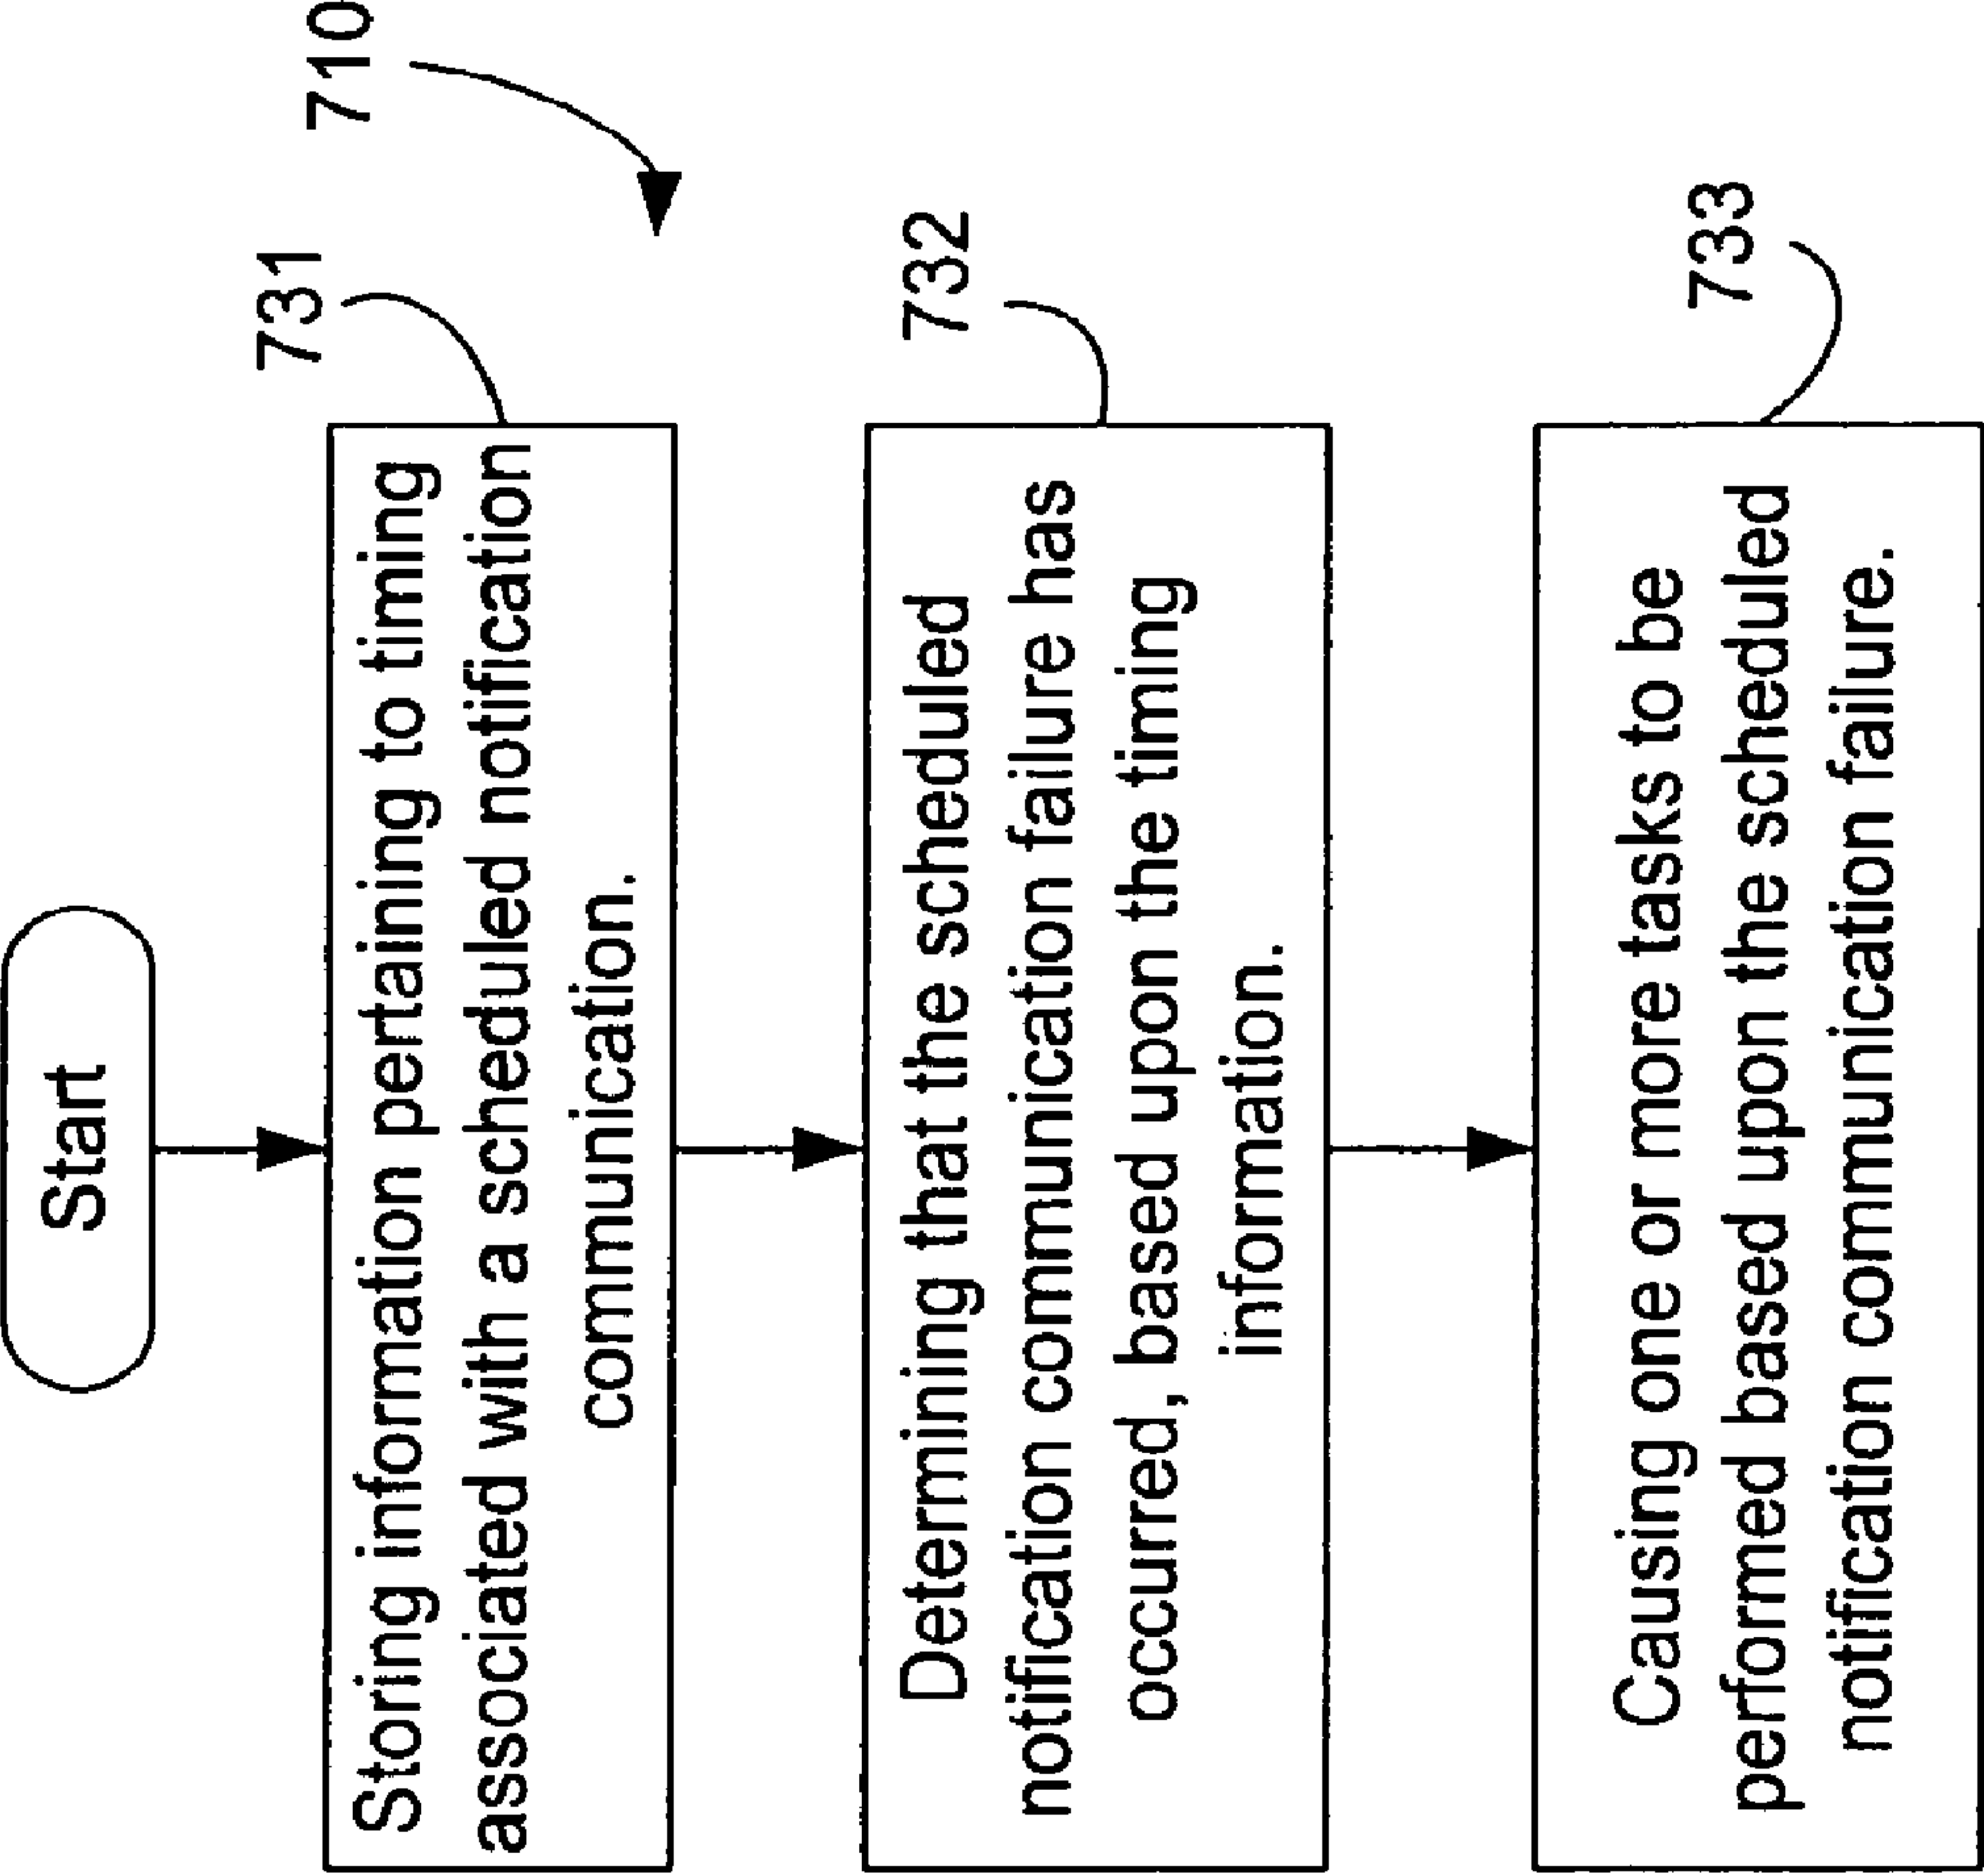 710
Start
731
Storing information pertaining to timing
associated with a scheduled notification
communication.
732
Determining that the scheduled
notification communication failure has
occurred, based upon the timing
information.
733
Causing one or more tasks to be
performed based upon the scheduled
notification communication failure.